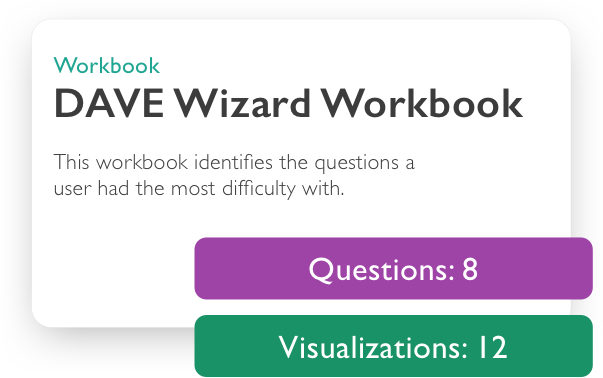 Workbook
DAVE Wizard Workbook
This workbook identifies the questions a
user had the most difficulty with.
Questions: 8
Visualizations: 12